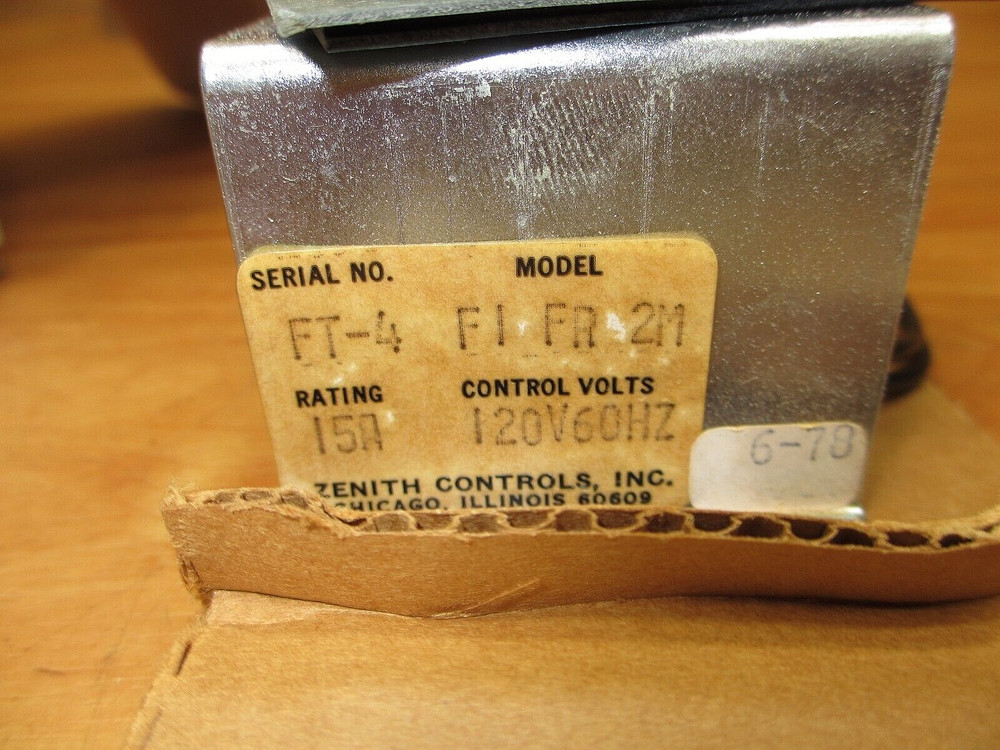 SERIAL NO. MODEL
FT-4 F1 FR 2M
RATING CONTROL VOLTS
15A 120V60HZ
ZENITH CONTROLS, INC.
CHICAGO, ILLINOIS 60609
6-78